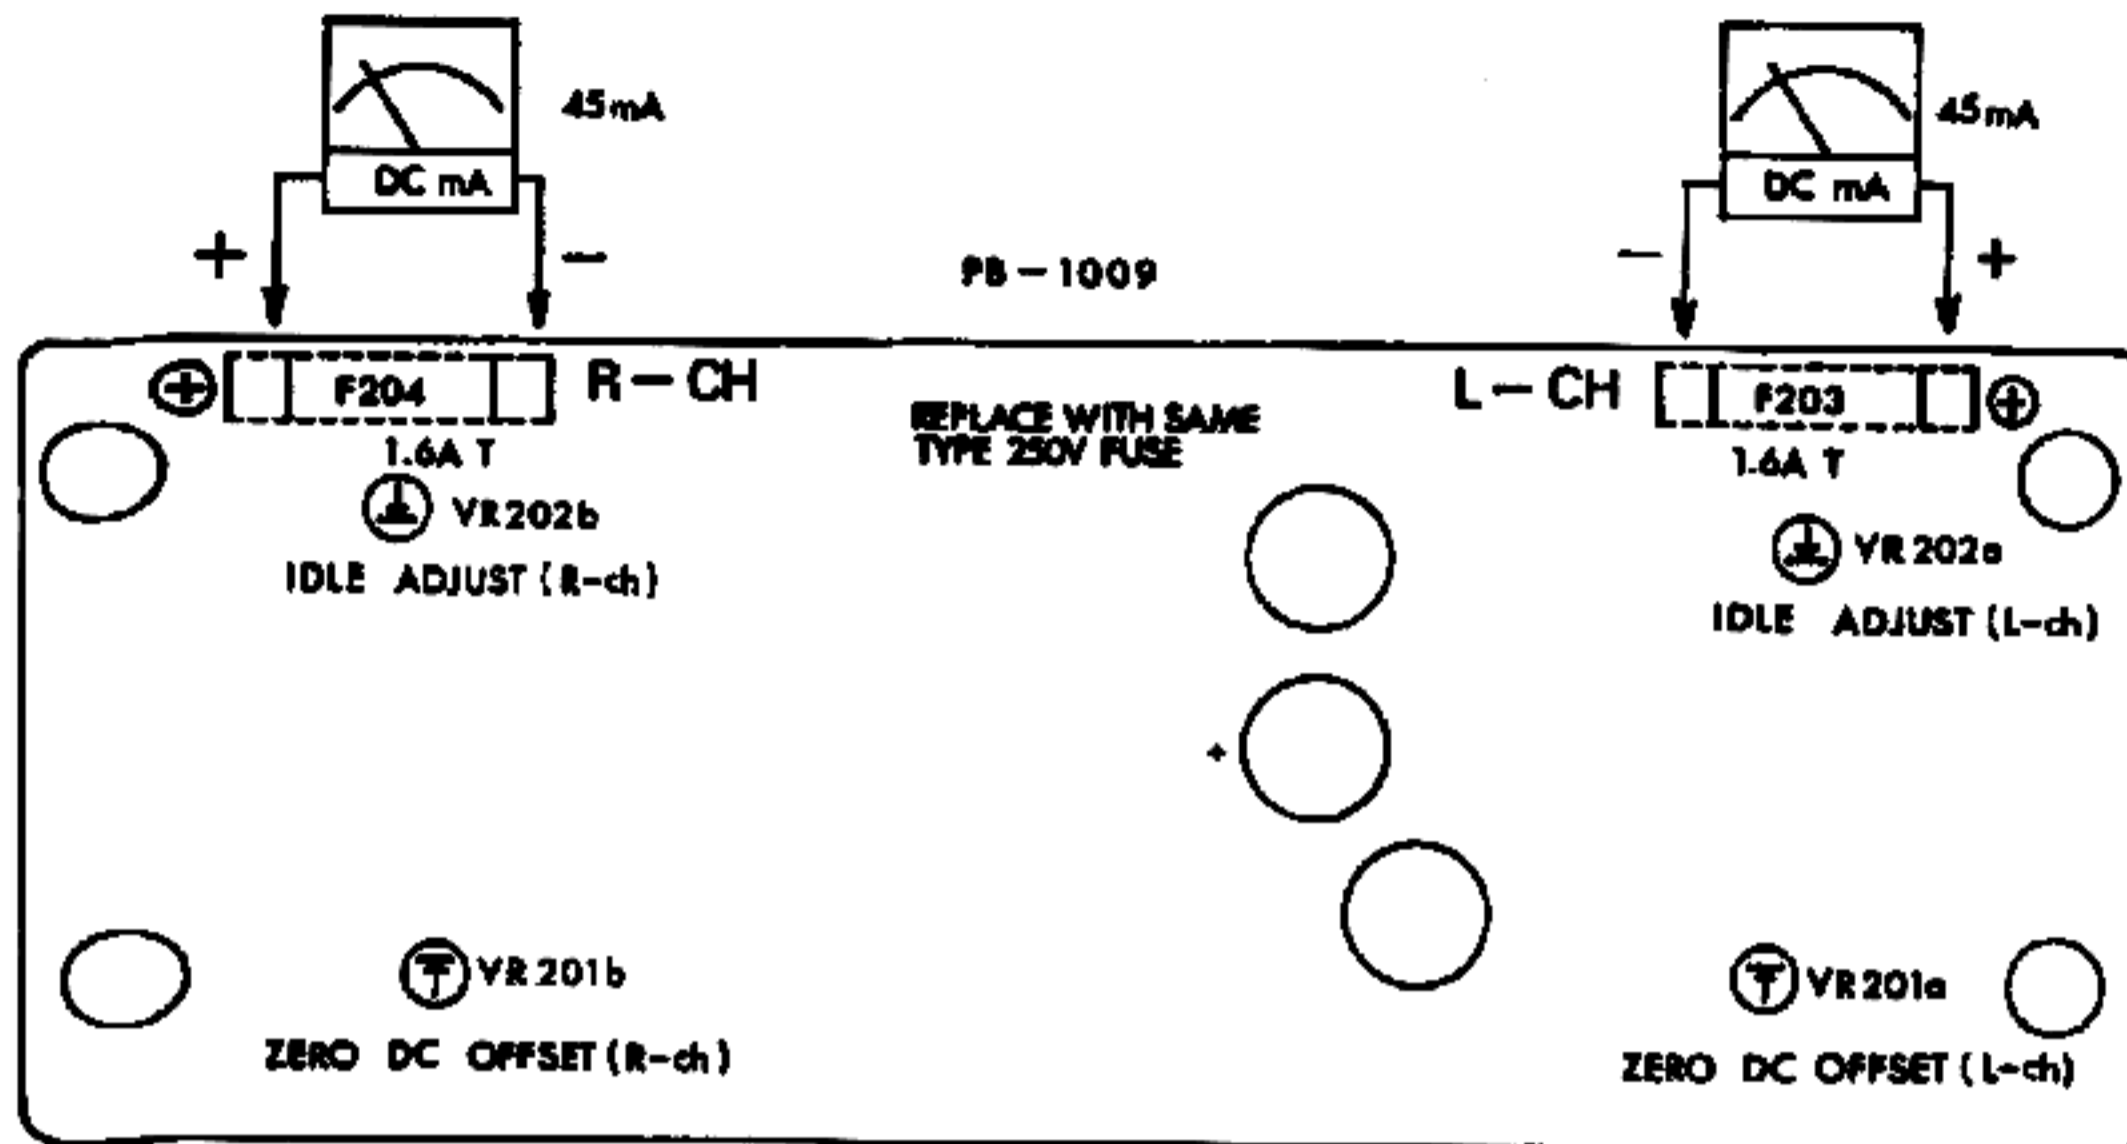 45mA
DC mA
+
−
PB−1009
45mA
DC mA
−
+
+
F204
R−CH
1.6A T
VR202b
IDLE ADJUST (R-ch)
REPLACE WITH SAME
TYPE 250V FUSE
L−CH
F203
+
1.6A T
VR202a
IDLE ADJUST (L-ch)
+
VR201b
ZERO DC OFFSET (R-ch)
VR201a
ZERO DC OFFSET (L-ch)